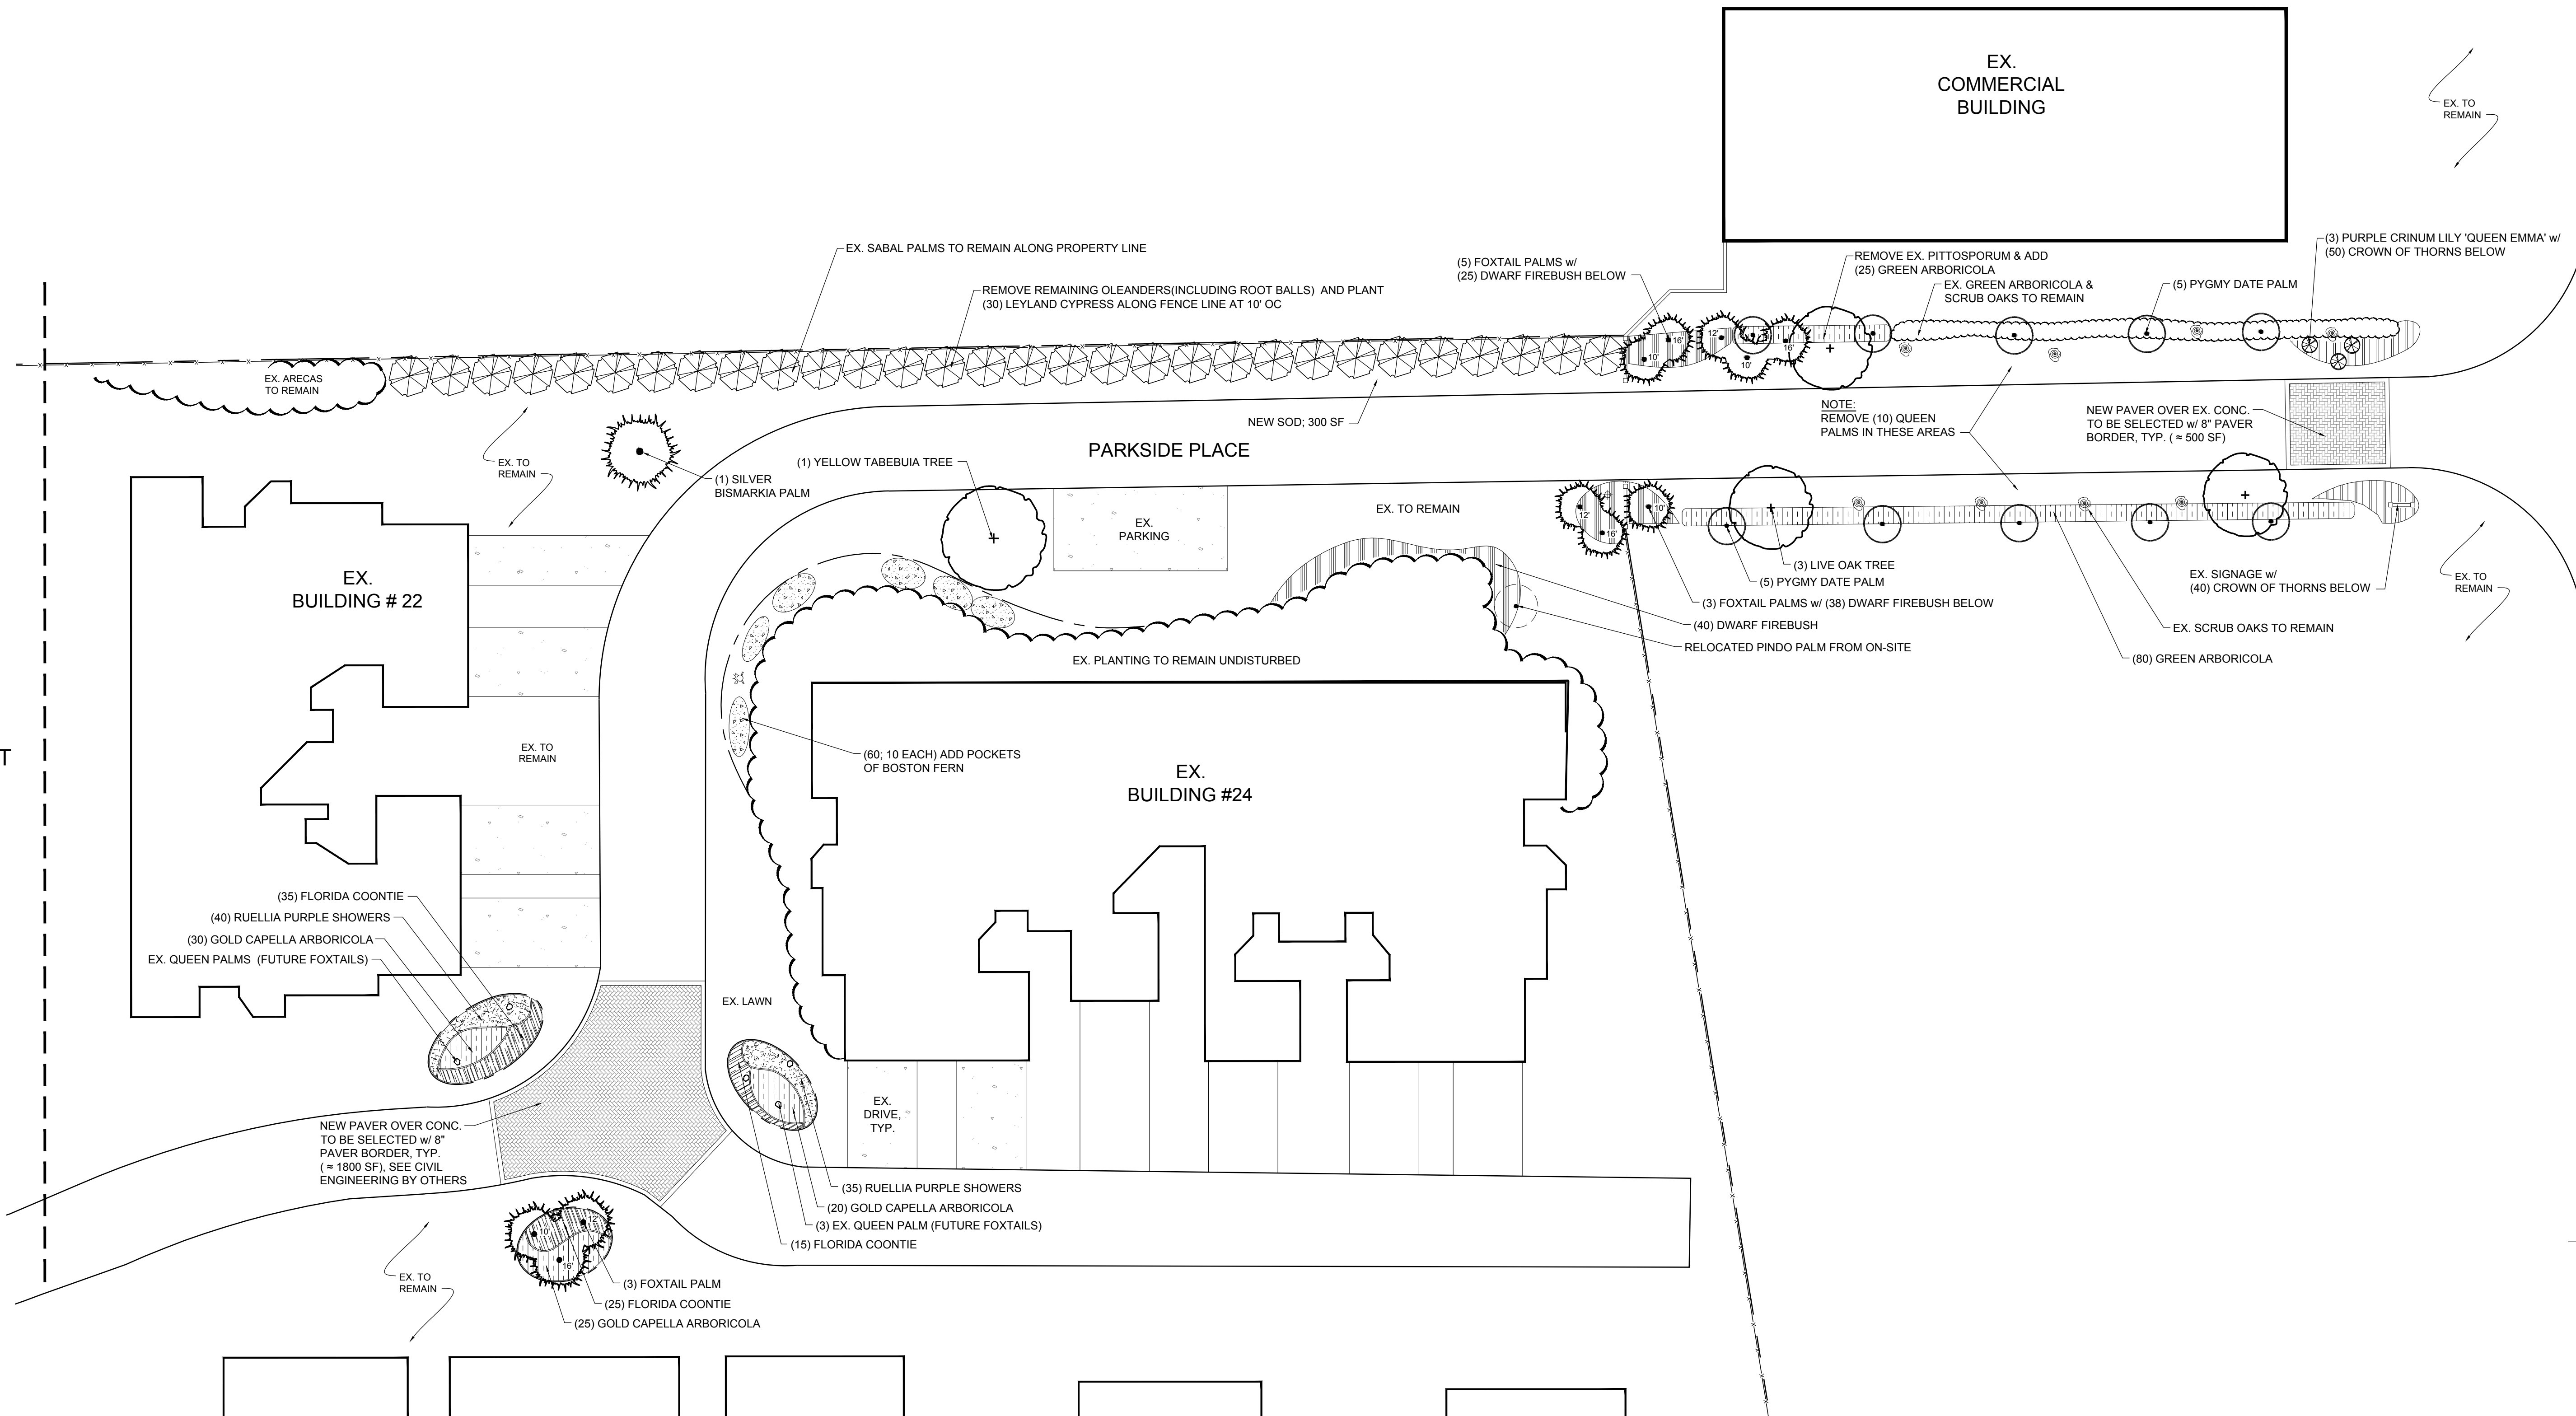 EX.
COMMERCIAL
BUILDING
EX. TO
REMAIN
EX. SABAL PALMS TO REMAIN ALONG PROPERTY LINE
REMOVE REMAINING OLEANDERS(INCLUDING ROOT BALLS) AND PLANT
(30) LEYLAND CYPRESS ALONG FENCE LINE AT 10' OC
(5) FOXTAIL PALMS w/
(25) DWARF FIREBUSH BELOW
REMOVE EX. PITTOSPORUM & ADD
(25) GREEN ARBORICOLA
EX. GREEN ARBORICOLA &
SCRUB OAKS TO REMAIN
(5) PYGMY DATE PALM
(3) PURPLE CRINUM LILY 'QUEEN EMMA' w/
(50) CROWN OF THORNS BELOW
10'
16'
12'
10'
16'
EX. ARECAS
TO REMAIN
NEW SOD; 300 SF
NOTE:
REMOVE (10) QUEEN
PALMS IN THESE AREAS
NEW PAVER OVER EX. CONC.
TO BE SELECTED w/ 8" PAVER
BORDER, TYP. ( ≈ 500 SF)
PARKSIDE PLACE
EX. TO
REMAIN
(1) SILVER
BISMARKIA PALM
(1) YELLOW TABEBUIA TREE
EX.
PARKING
EX. TO REMAIN
12'
10'
16'
(3) LIVE OAK TREE
(5) PYGMY DATE PALM
(3) FOXTAIL PALMS w/ (38) DWARF FIREBUSH BELOW
(40) DWARF FIREBUSH
RELOCATED PINDO PALM FROM ON-SITE
EX. SIGNAGE w/
(40) CROWN OF THORNS BELOW
EX. SCRUB OAKS TO REMAIN
(80) GREEN ARBORICOLA
EX. TO
REMAIN
EX.
BUILDING # 22
EX. PLANTING TO REMAIN UNDISTURBED
T
EX. TO
REMAIN
(60; 10 EACH) ADD POCKETS
OF BOSTON FERN
EX.
BUILDING #24
(35) FLORIDA COONTIE
(40) RUELLIA PURPLE SHOWERS
(30) GOLD CAPELLA ARBORICOLA
EX. QUEEN PALMS (FUTURE FOXTAILS)
EX. LAWN
EX.
DRIVE,
TYP.
NEW PAVER OVER CONC.
TO BE SELECTED w/ 8"
PAVER BORDER, TYP.
( ≈ 1800 SF), SEE CIVIL
ENGINEERING BY OTHERS
(35) RUELLIA PURPLE SHOWERS
(20) GOLD CAPELLA ARBORICOLA
(3) EX. QUEEN PALM (FUTURE FOXTAILS)
(15) FLORIDA COONTIE
10'
12'
16'
EX. TO
REMAIN
(3) FOXTAIL PALM
(25) FLORIDA COONTIE
(25) GOLD CAPELLA ARBORICOLA